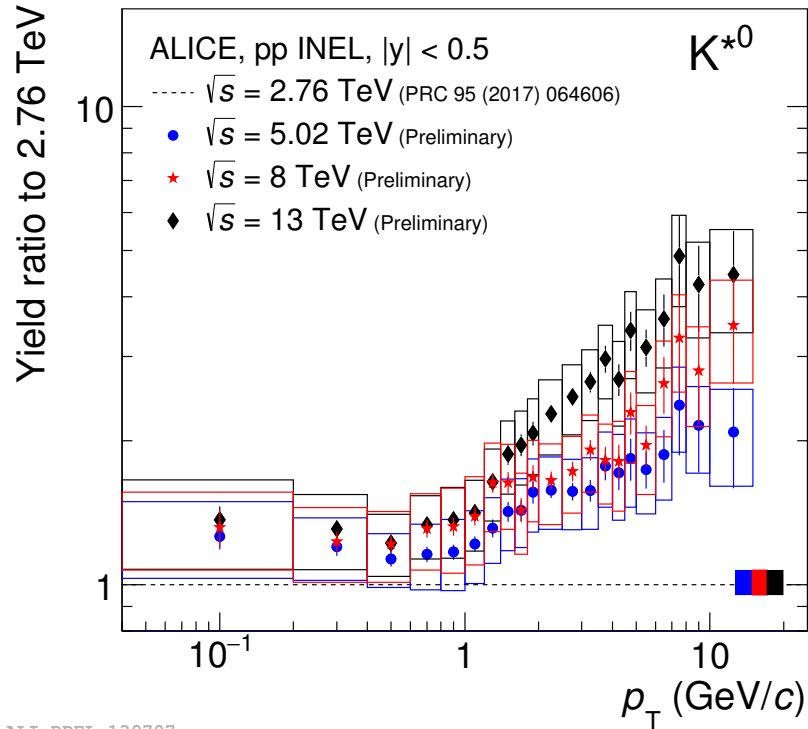 Yield ratio to 2.76 TeV
ALICE, pp INEL, |y| < 0.5
K*0
√s = 2.76 TeV (PRC 95 (2017) 064606)
√s = 5.02 TeV (Preliminary)
√s = 8 TeV (Preliminary)
√s = 13 TeV (Preliminary)
10
1
10⁻¹ 1 10
p_T (GeV/c)